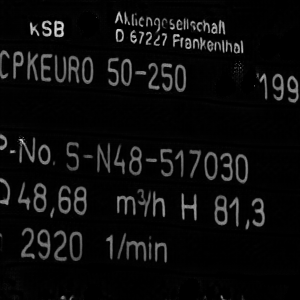 KSB Aktiengesellschaft
D 67227 Frankenthal
CPKEURO 50-250 199
P-No. 5-N48-517030
Q 48,68 m³/h H 81,3
2920 1/min